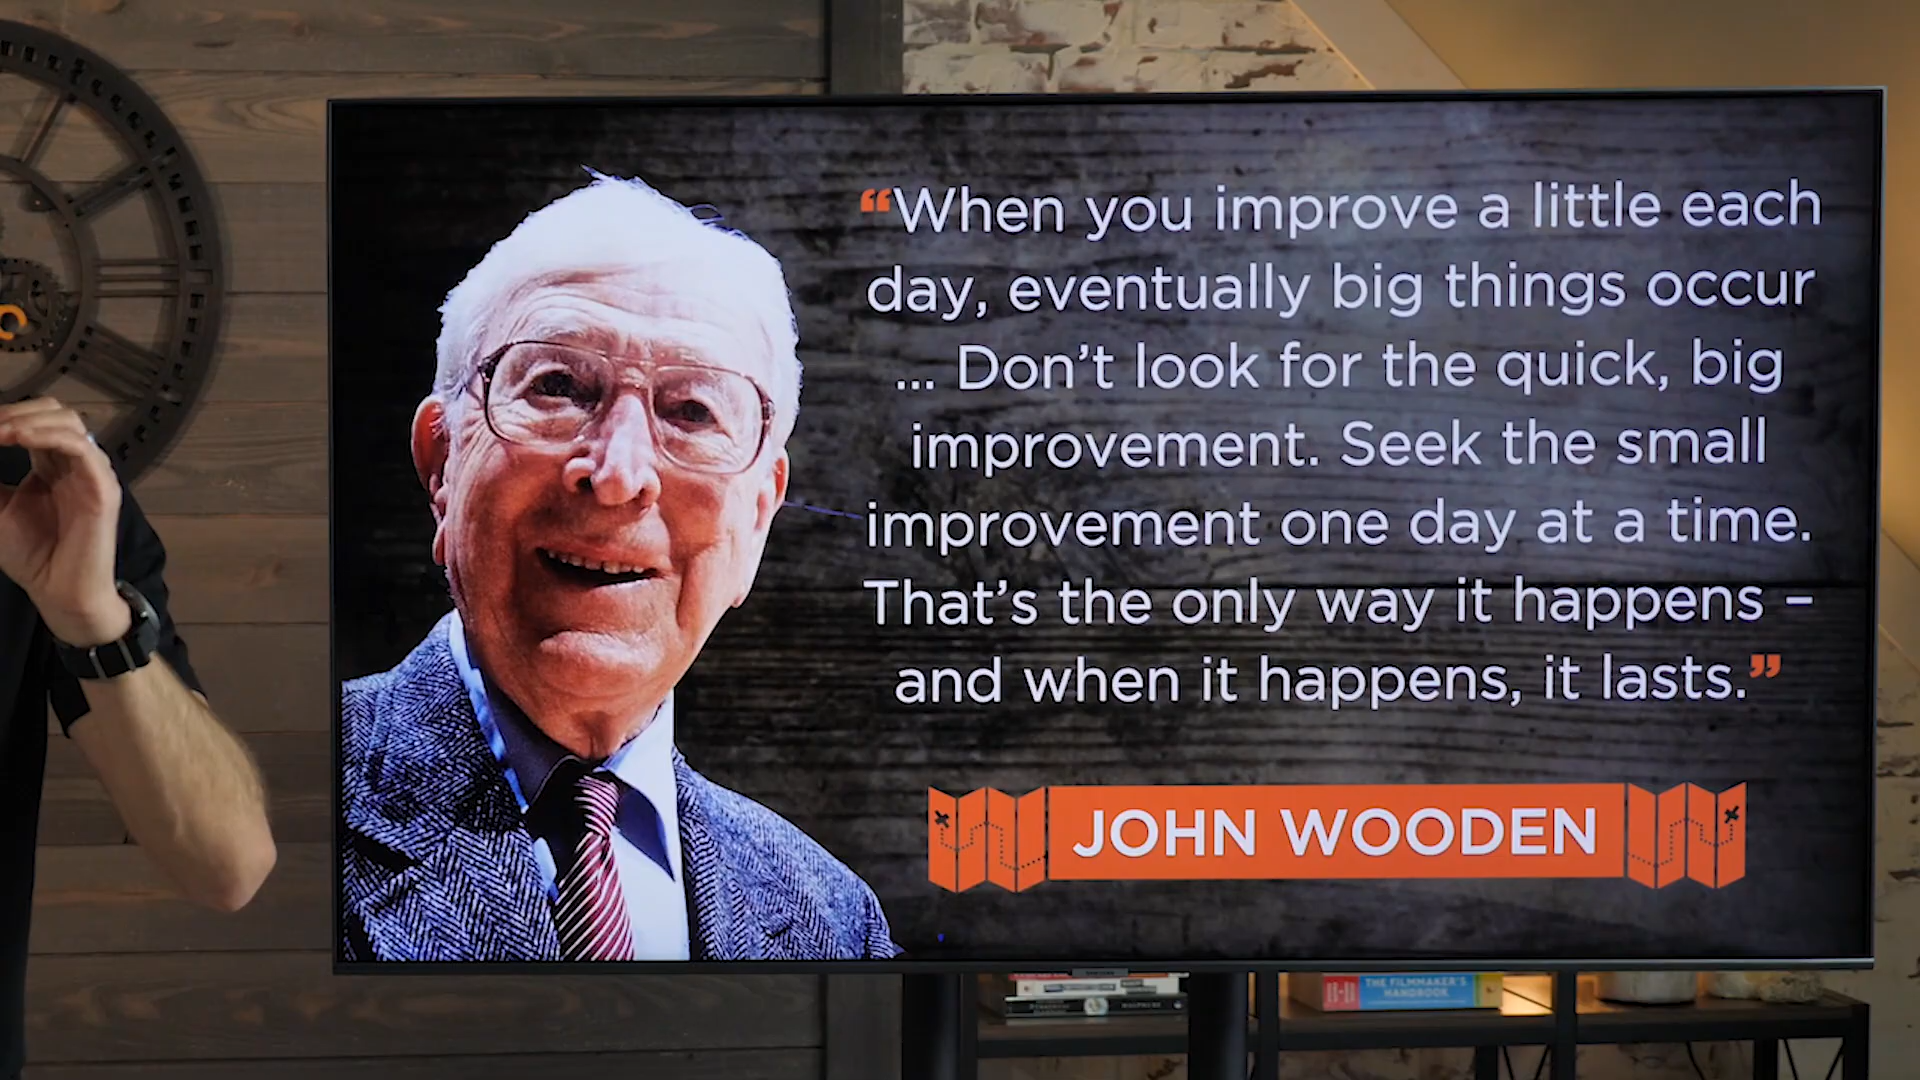 “When you improve a little each
day, eventually big things occur
... Don’t look for the quick, big
improvement. Seek the small
improvement one day at a time.
That’s the only way it happens –
and when it happens, it lasts.”
JOHN WOODEN
THE FILMMAKER'S
HANDBOOK